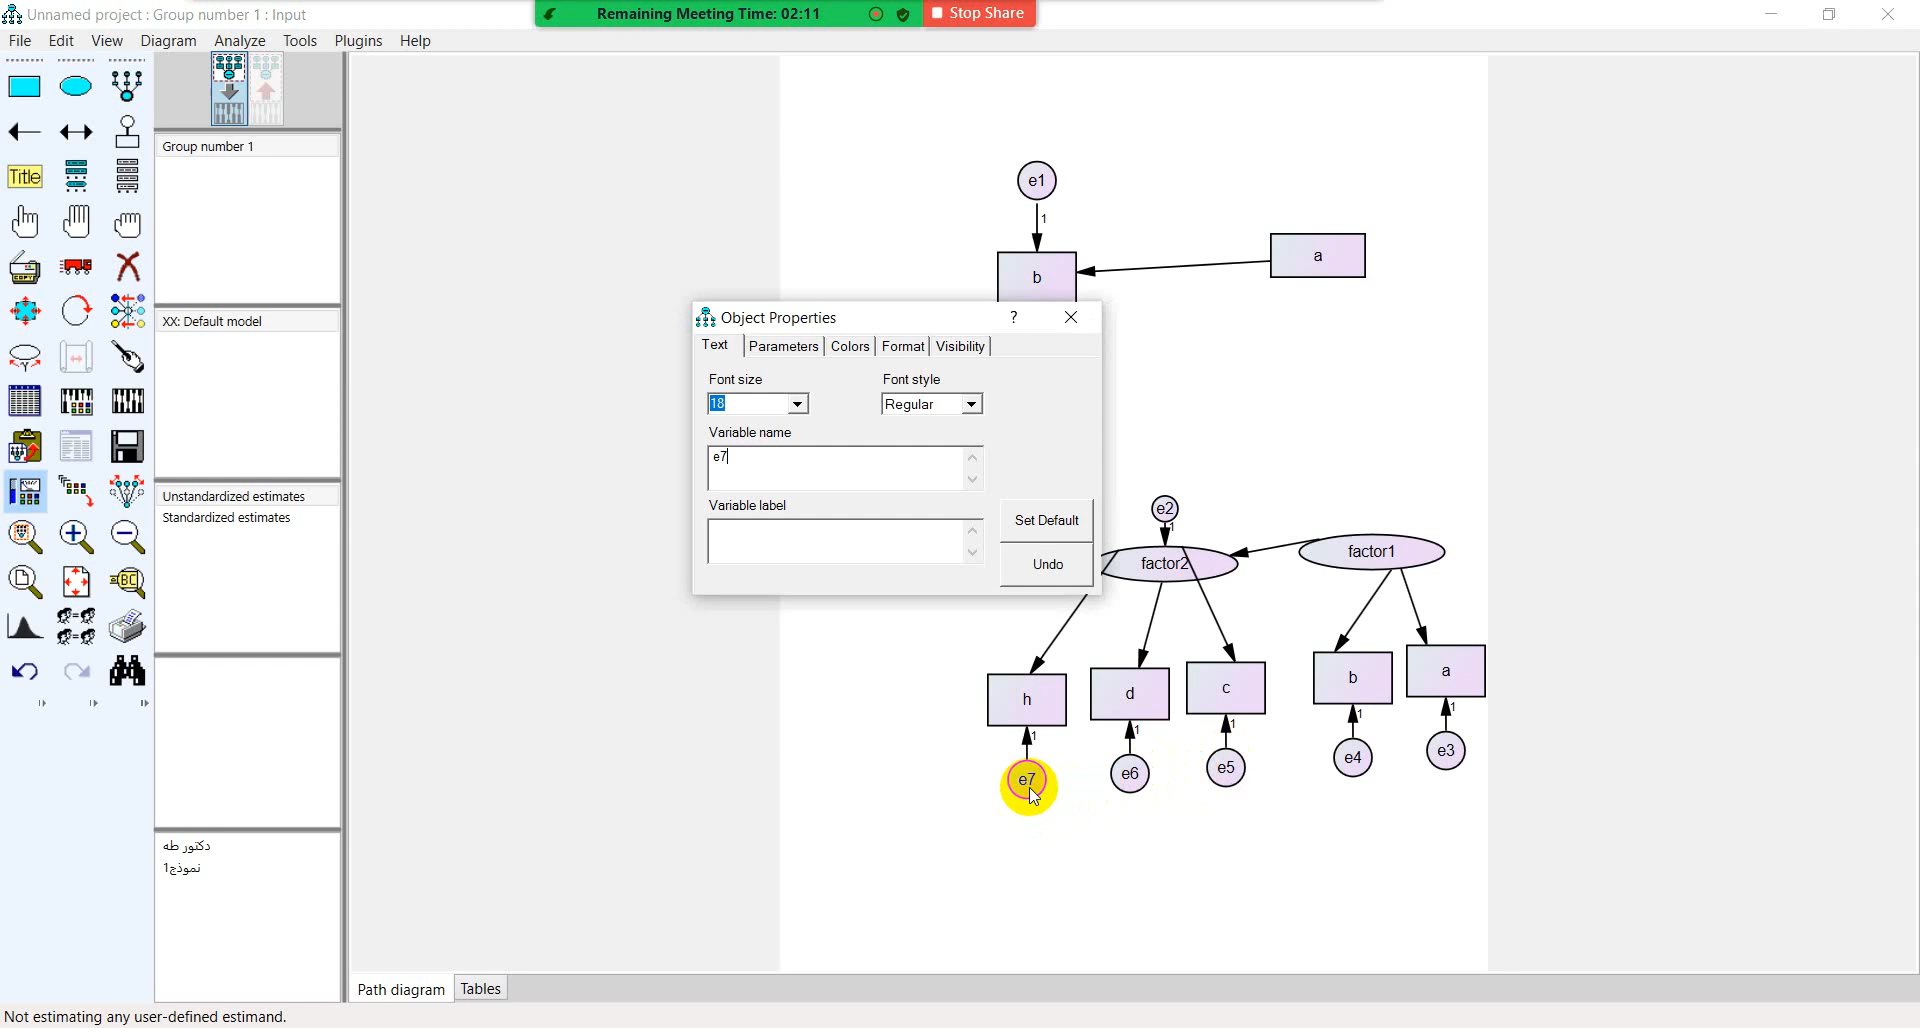 Unnamed project : Group number 1 : Input
Remaining Meeting Time: 02:11
Stop Share
File Edit View Diagram Analyze Tools Plugins Help
Title
COPY
ABC
Group number 1
XX: Default model
Unstandardized estimates
Standardized estimates
دكتور طه
نموذج1
e1
1
b
a
Object Properties
?
Text Parameters Colors Format Visibility
Font size
Font style
18
Regular
Variable name
e7
Variable label
Set Default
Undo
e2
1
factor2
factor1
h
d
c
b
a
1
1
1
1
1
e7
e6
e5
e4
e3
Path diagram Tables
Not estimating any user-defined estimand.